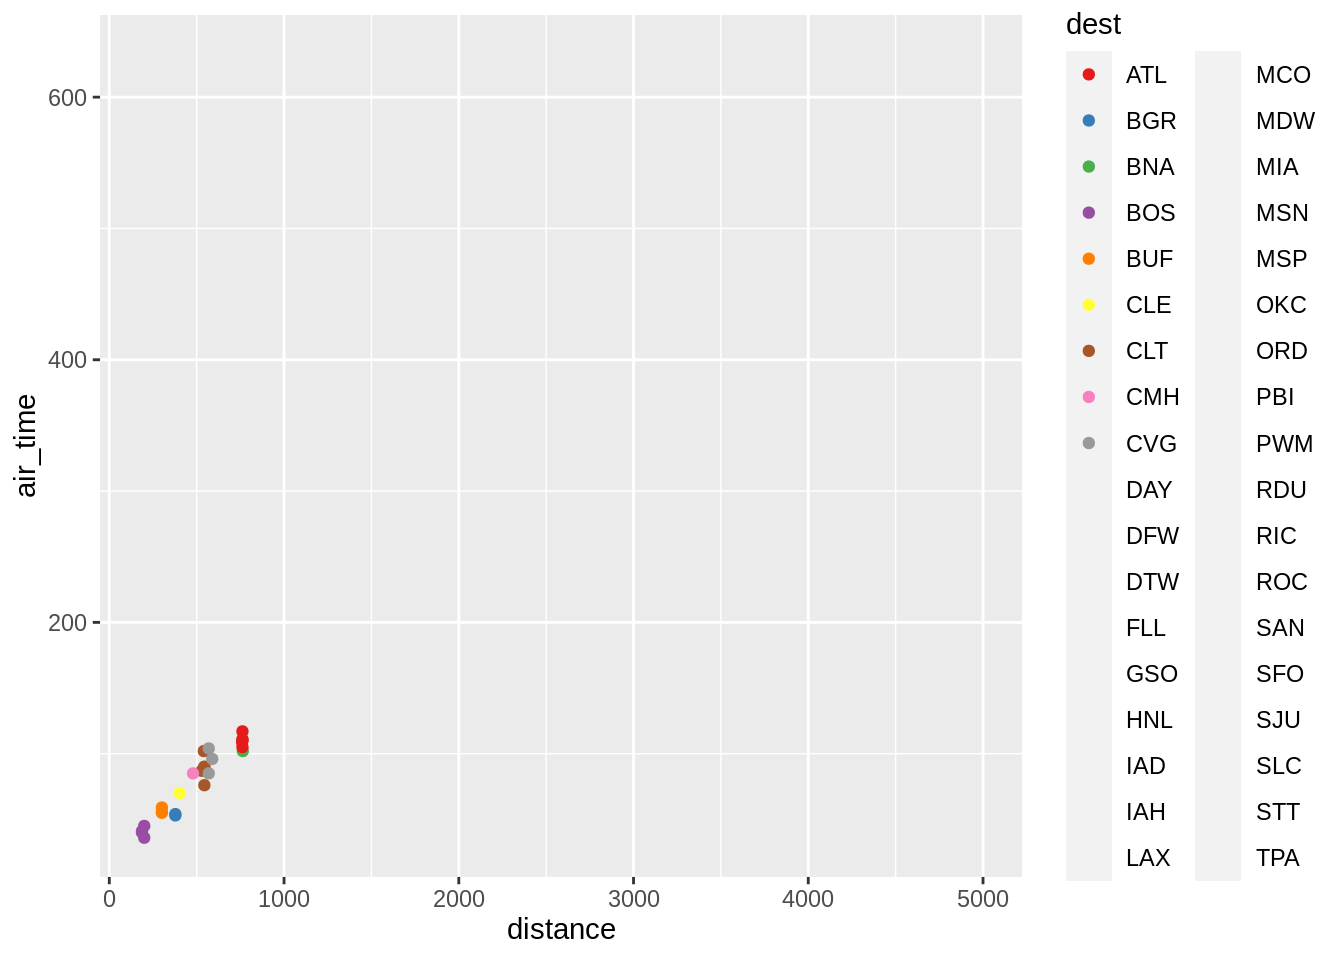 600
400
200
air_time
0
1000
2000
3000
4000
5000
distance
dest
ATL
BGR
BNA
BOS
BUF
CLE
CLT
CMH
CVG
DAY
DFW
DTW
FLL
GSO
HNL
IAD
IAH
LAX
MCO
MDW
MIA
MSN
MSP
OKC
ORD
PBI
PWM
RDU
RIC
ROC
SAN
SFO
SJU
SLC
STT
TPA